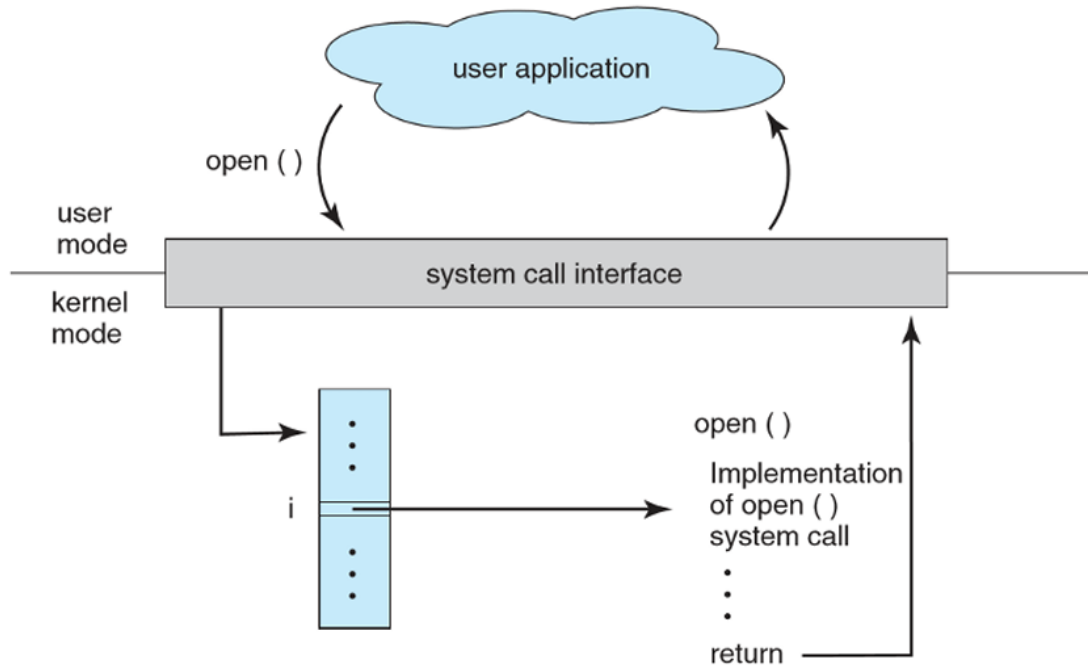 user application
open ( )
user
mode
system call interface
kernel
mode
open ( )
i
Implementation
of open ( )
system call
return